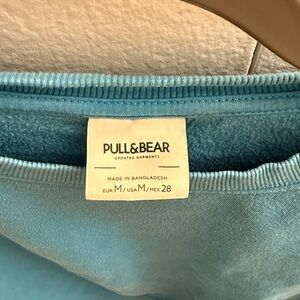 PULL&BEAR
UPDATED GARMENTS
MADE IN BANGLADESH
EUR M/USA M/MEX 28